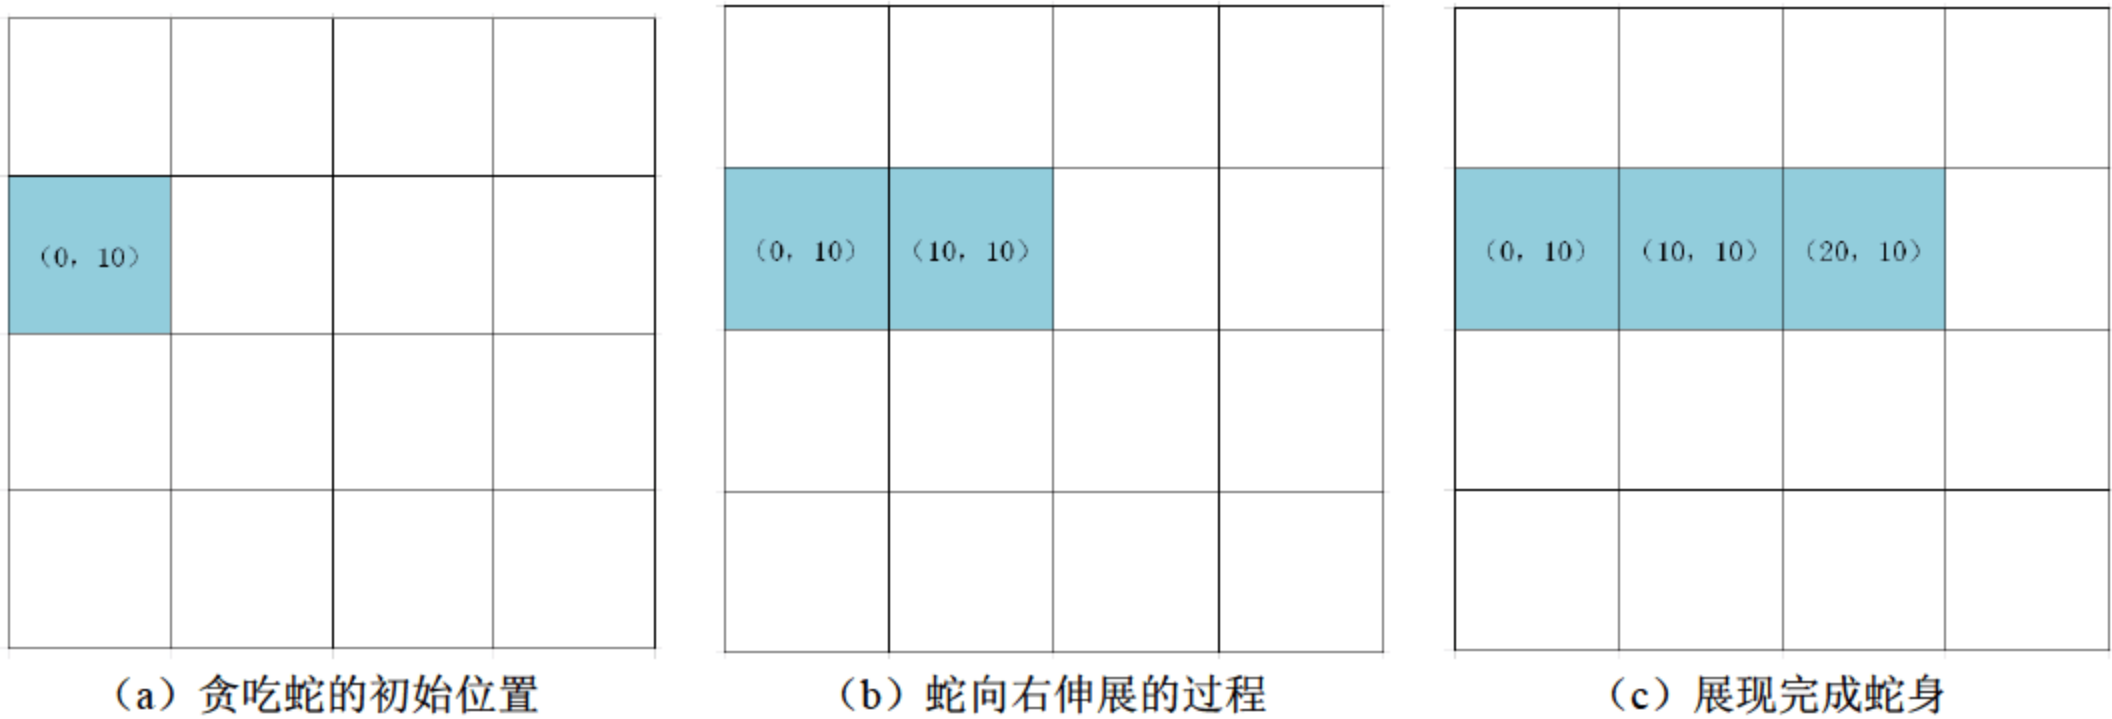 （0，10）
（0，10） （10，10）
（0，10） （10，10） （20，10）
（a）贪吃蛇的初始位置
（b）蛇向右伸展的过程
（c）展现完成蛇身